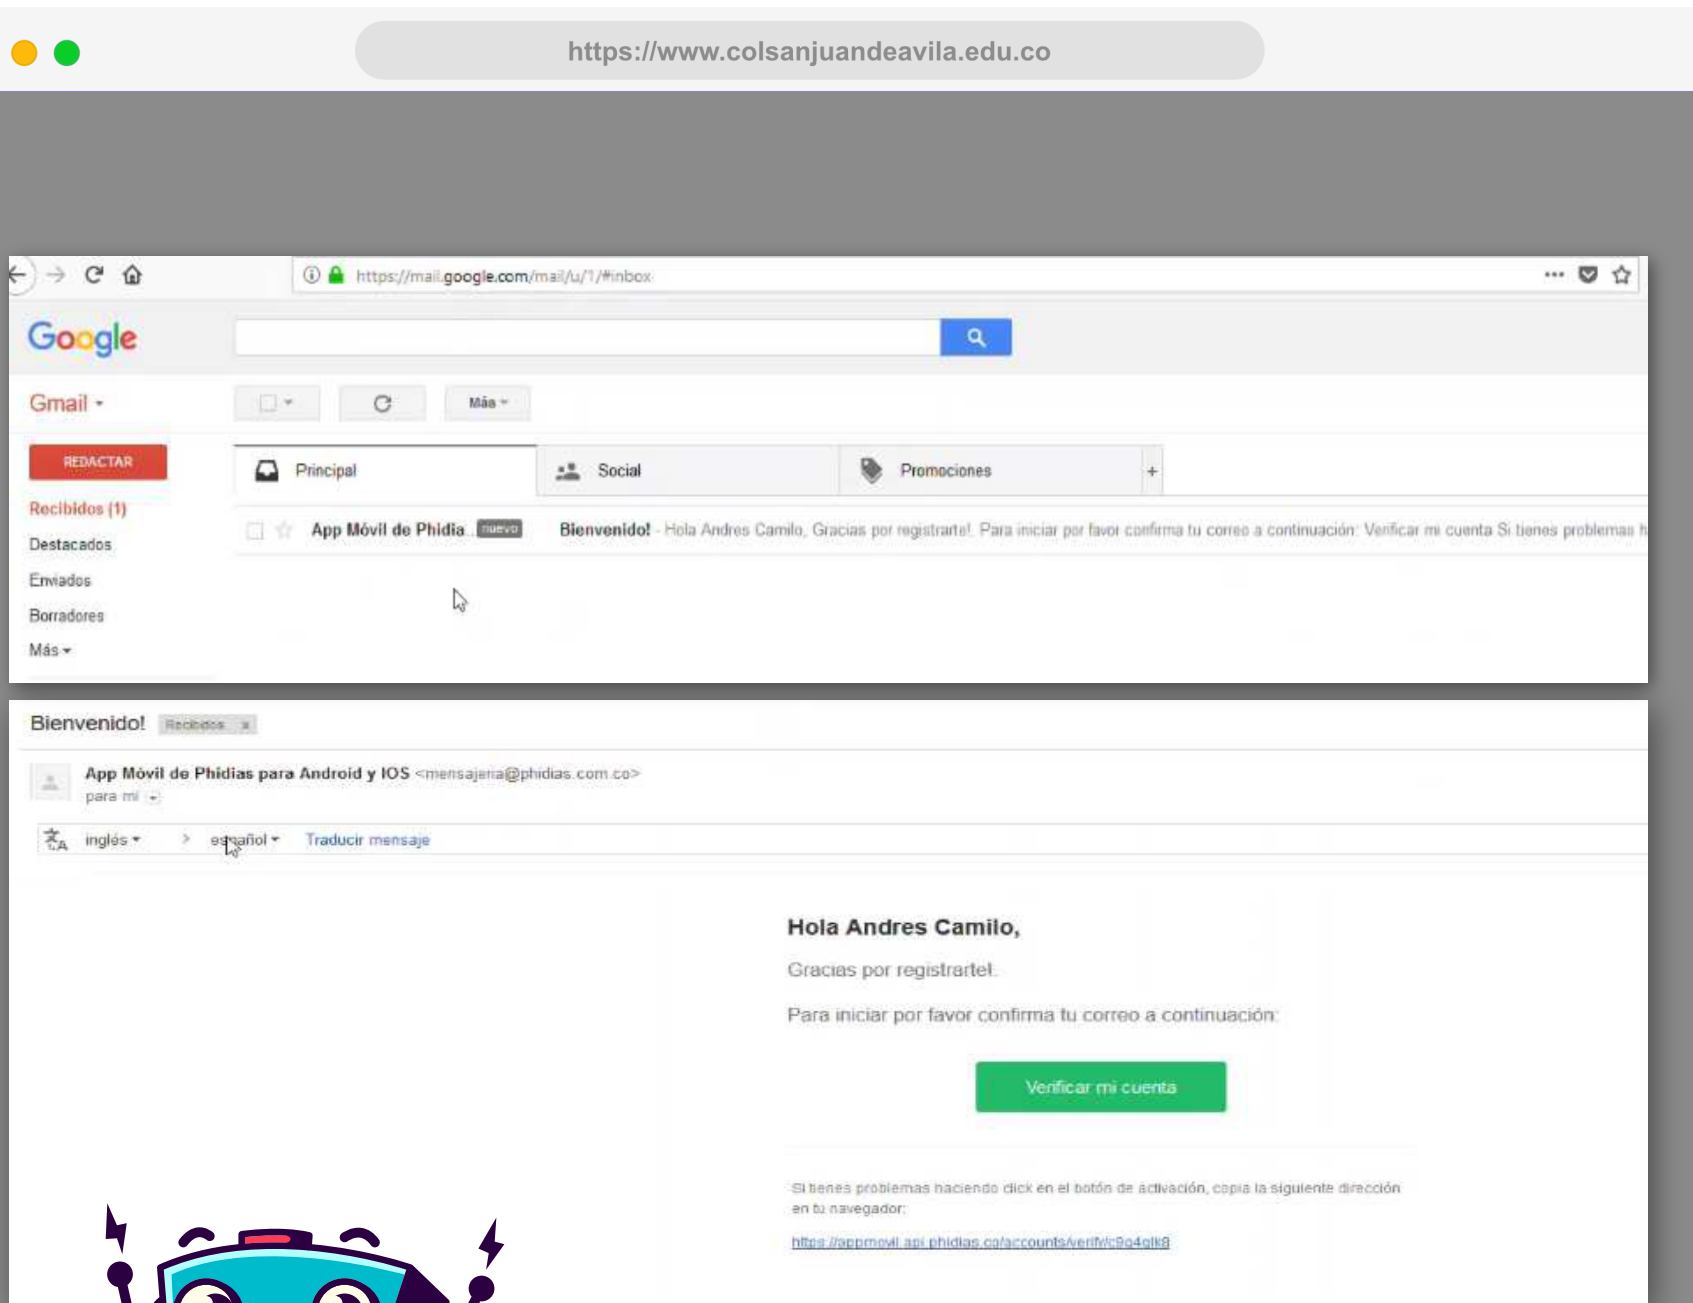 https://www.colsanjuandeavila.edu.co
https://mail.google.com/mail/u/1/#inbox
Google
Gmail
Más
REDACTAR
Principal
Social
Promociones
+
Recibidos (1)
App Móvil de Phidia.. nuevo Bienvenido! - Hola Andres Camilo, Gracias por registrarte!. Para iniciar por favor confirma tu correo a continuación: Verificar mi cuenta Si tienes problemas h
Destacados
Enviados
Borradores
Más
Bienvenido! Recibidos x
App Móvil de Phidias para Android y IOS <mensajeria@phidias.com.co>
para mí
inglés > español Traducir mensaje
Hola Andres Camilo,
Gracias por registrarte!.
Para iniciar por favor confirma tu correo a continuación:
Verificar mi cuenta
Si tienes problemas haciendo click en el botón de activación, copia la siguiente dirección
en tu navegador: